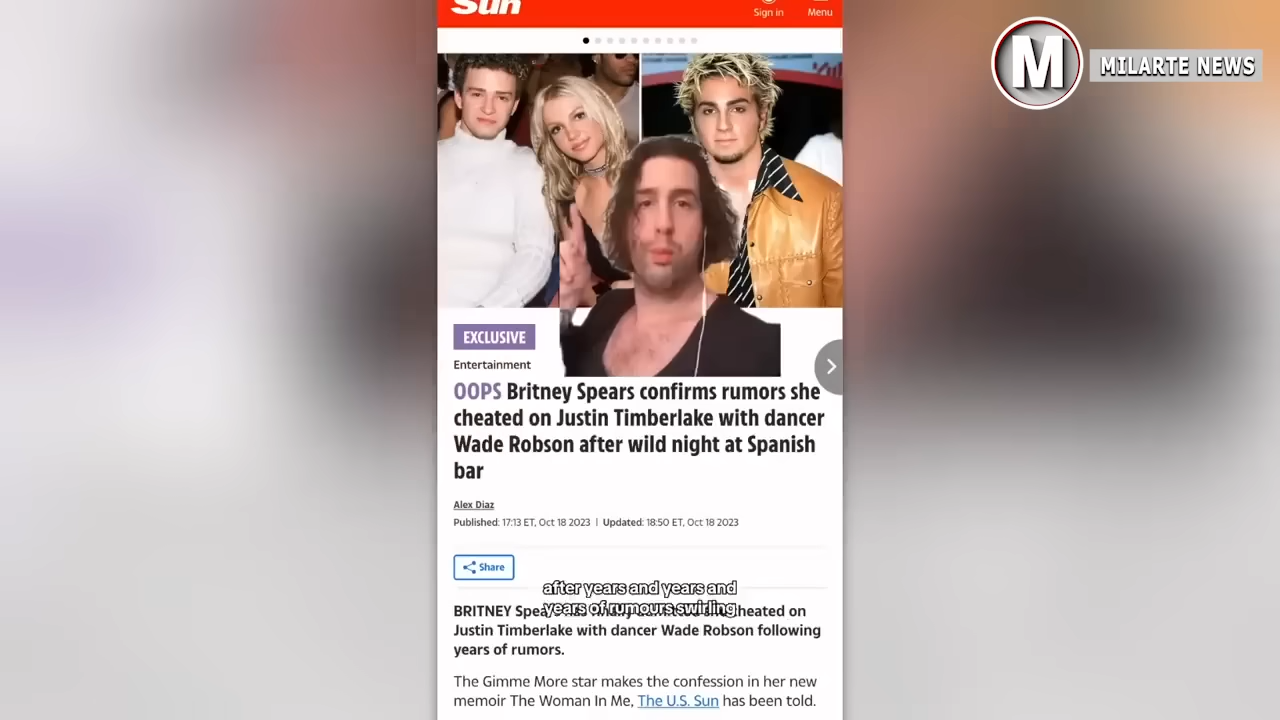 Sun
Sign in
Menu
M
MILARTE NEWS
EXCLUSIVE
Entertainment
OOPS Britney Spears confirms rumors she
cheated on Justin Timberlake with dancer
Wade Robson after wild night at Spanish
bar
Alex Diaz
Published: 17:13 ET, Oct 18 2023 | Updated: 18:50 ET, Oct 18 2023
Share
after years and years and
years of rumours swirling
BRITNEY cheated on
Justin Timberlake with dancer Wade Robson following
years of rumors.
The Gimme More star makes the confession in her new
memoir The Woman In Me, The U.S. Sun has been told.